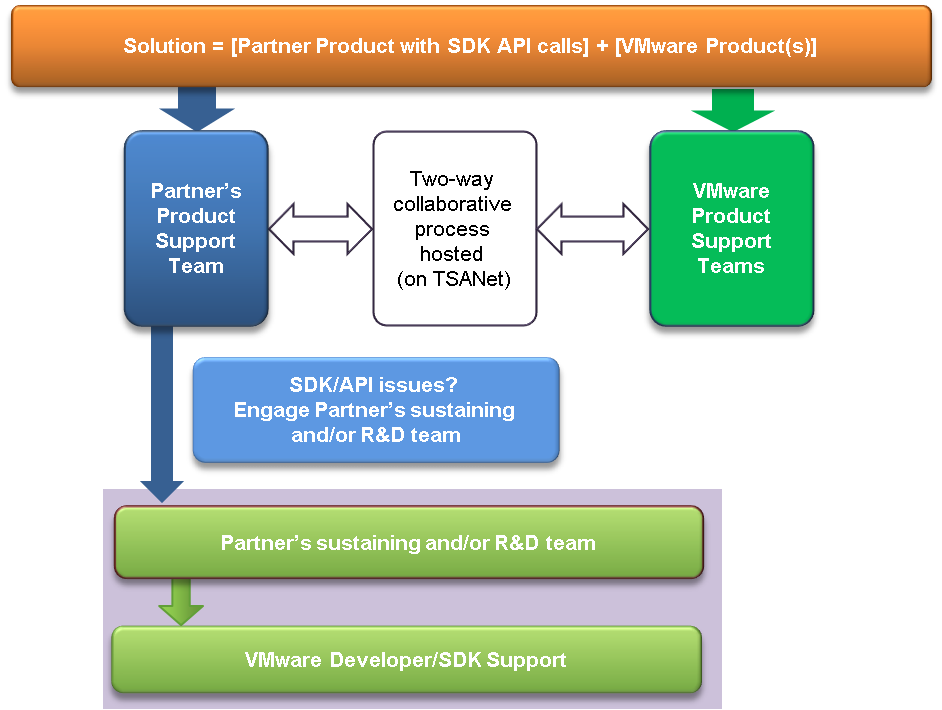 Solution = [Partner Product with SDK API calls] + [VMware Product(s)]
Partner’s
Product
Support
Team
Two-way
collaborative
process
hosted
(on TSANet)
VMware
Product
Support
Teams
SDK/API issues?
Engage Partner’s sustaining
and/or R&D team
Partner’s sustaining and/or R&D team
VMware Developer/SDK Support